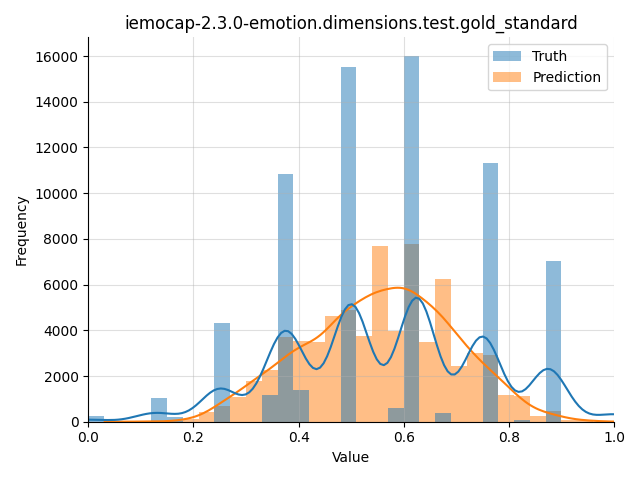 iemocap-2.3.0-emotion.dimensions.test.gold_standard
Truth
Prediction
Frequency
16000
14000
12000
10000
8000
6000
4000
2000
0
0.0 0.2 0.4 0.6 0.8 1.0
Value